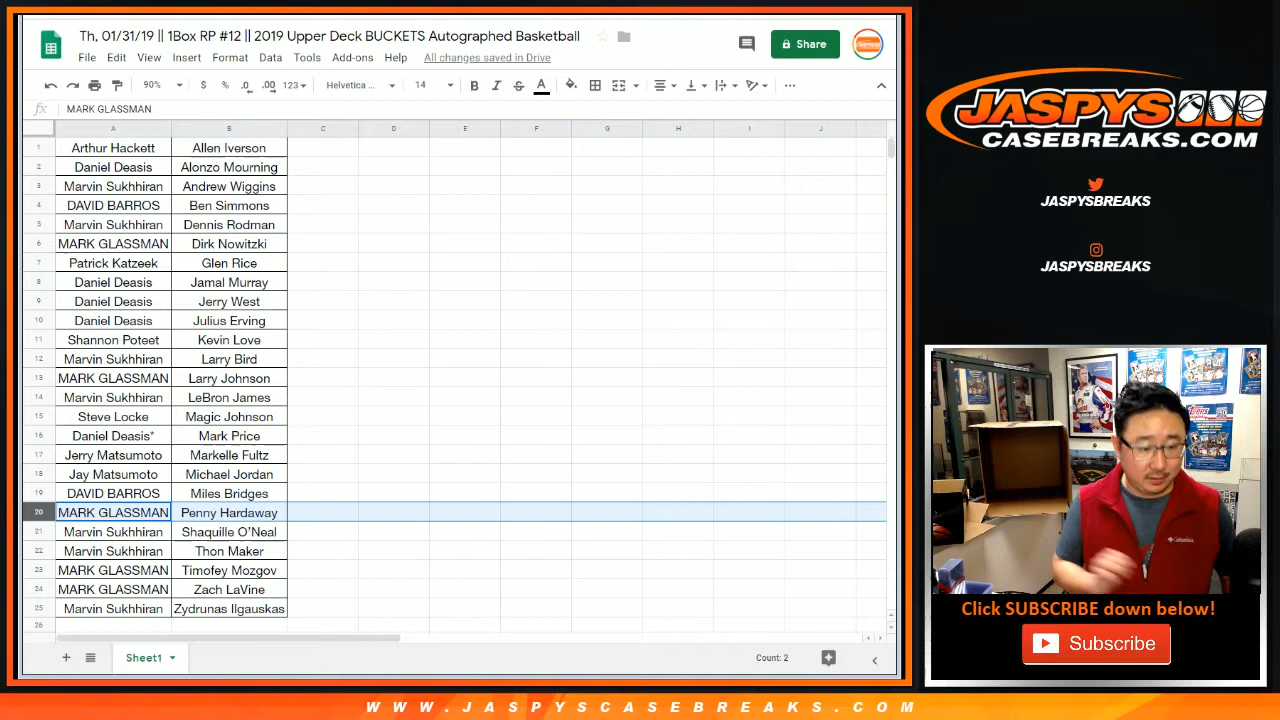 Th, 01/31/19 || 1Box RP #12 || 2019 Upper Deck BUCKETS Autographed Basketball
File Edit View Insert Format Data Tools Add-ons Help All changes saved in Drive
Share
90% $ % .0 .00 123 Helvetica ... 14 B I S A
fx MARK GLASSMAN
A B C D E F G H I J
1 Arthur Hackett Allen Iverson
2 Daniel Deasis Alonzo Mourning
3 Marvin Sukhhiran Andrew Wiggins
4 DAVID BARROS Ben Simmons
5 Marvin Sukhhiran Dennis Rodman
6 MARK GLASSMAN Dirk Nowitzki
7 Patrick Katzeek Glen Rice
8 Daniel Deasis Jamal Murray
9 Daniel Deasis Jerry West
10 Daniel Deasis Julius Erving
11 Shannon Poteet Kevin Love
12 Marvin Sukhhiran Larry Bird
13 MARK GLASSMAN Larry Johnson
14 Marvin Sukhhiran LeBron James
15 Steve Locke Magic Johnson
16 Daniel Deasis* Mark Price
17 Jerry Matsumoto Markelle Fultz
18 Jay Matsumoto Michael Jordan
19 DAVID BARROS Miles Bridges
20 MARK GLASSMAN Penny Hardaway
21 Marvin Sukhhiran Shaquille O'Neal
22 Marvin Sukhhiran Thon Maker
23 MARK GLASSMAN Timofey Mozgov
24 MARK GLASSMAN Zach LaVine
25 Marvin Sukhhiran Zydrunas Ilgauskas
26
Sheet1
Count: 2
JASPYS
CASEBREAKS.COM
JASPYSBREAKS
JASPYSBREAKS
Columbia
Click SUBSCRIBE down below!
Subscribe
WWW.JASPYSCASEBREAKS.COM